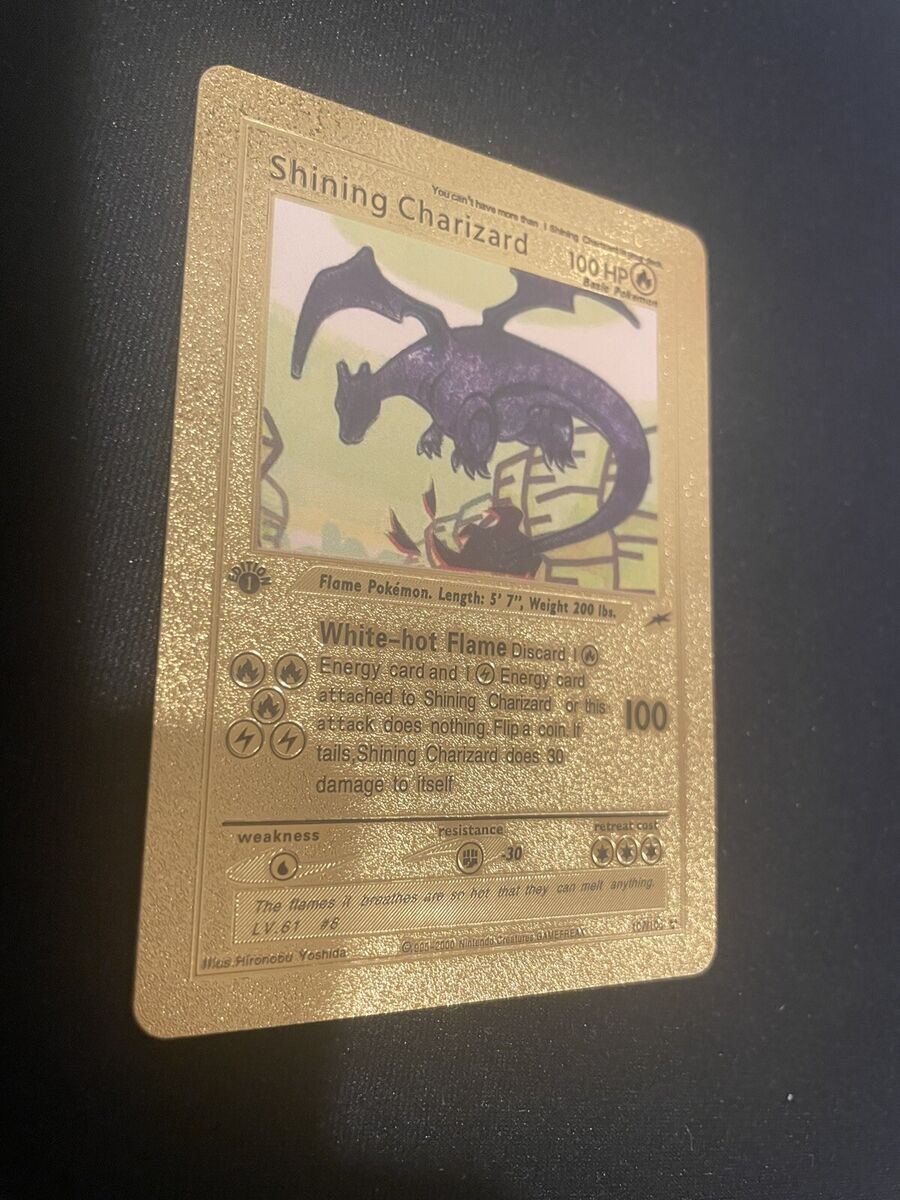 You can't have more than 1 Shining Charizard in your deck.
Shining Charizard
100 HP
Basic Pokemon
EDITION
1
Flame Pokémon. Length: 5' 7", Weight 200 lbs.
White-hot Flame Discard 1
Energy card and 1 Energy card
attached to Shining Charizard or this
attack does nothing. Flip a coin. If
tails,Shining Charizard does 30
damage to itself
100
weakness
resistance
retreat cost
-30
The flames it breathes are so hot that they can melt anything.
LV.61 #6
Illus.Hironobu Yoshida
Nintendo Creatures GAMEFREAK